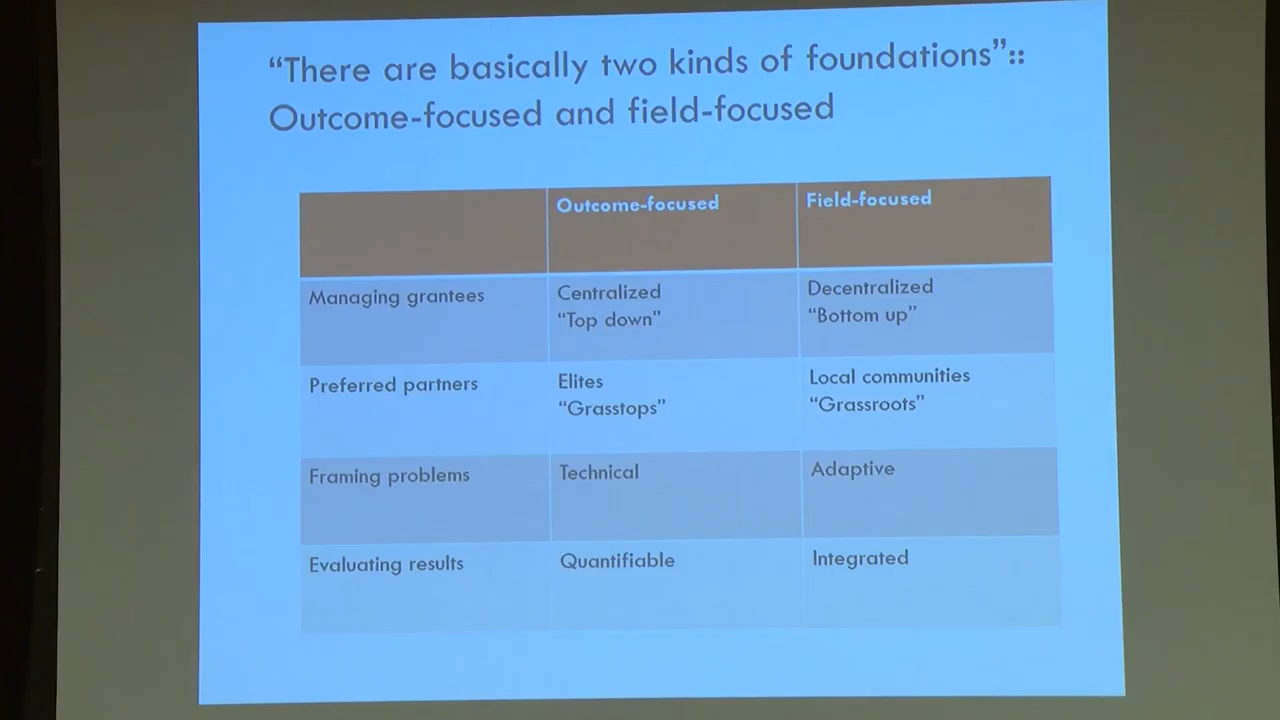 “There are basically two kinds of foundations”::
Outcome-focused and field-focused
Outcome-focused
Field-focused
Managing grantees
Centralized
“Top down”
Decentralized
“Bottom up”
Preferred partners
Elites
“Grasstops”
Local communities
“Grassroots”
Framing problems
Technical
Adaptive
Evaluating results
Quantifiable
Integrated